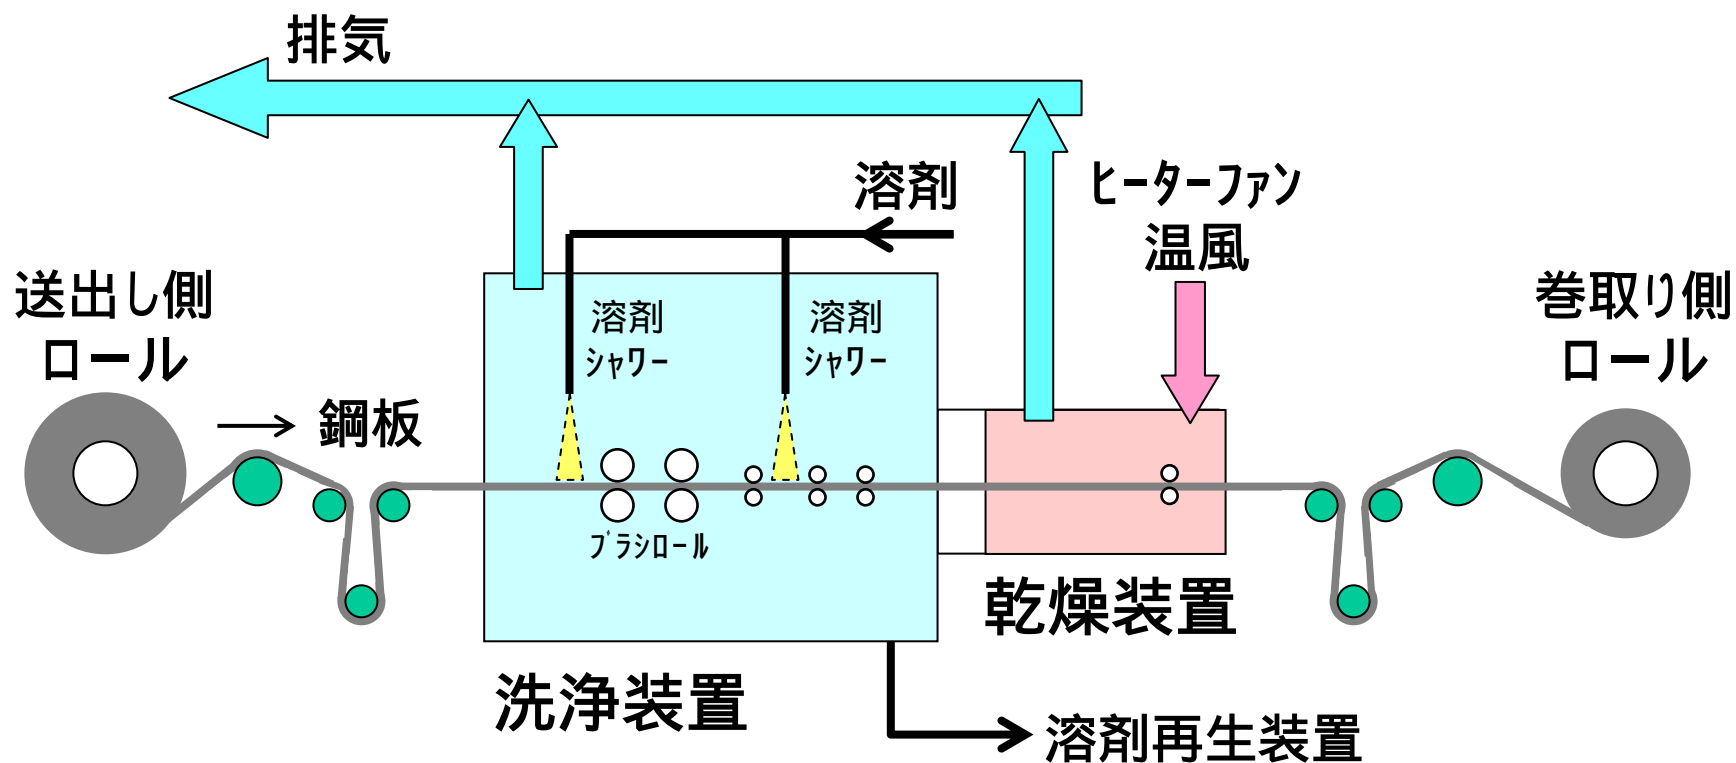 排気
溶剤
ﾋｰﾀｰﾌｧﾝ
温風
送出し側
ロール
溶剤
ｼｬﾜｰ
溶剤
ｼｬﾜｰ
巻取り側
ロール
鋼板
ﾌﾞﾗｼﾛｰﾙ
乾燥装置
洗浄装置
溶剤再生装置